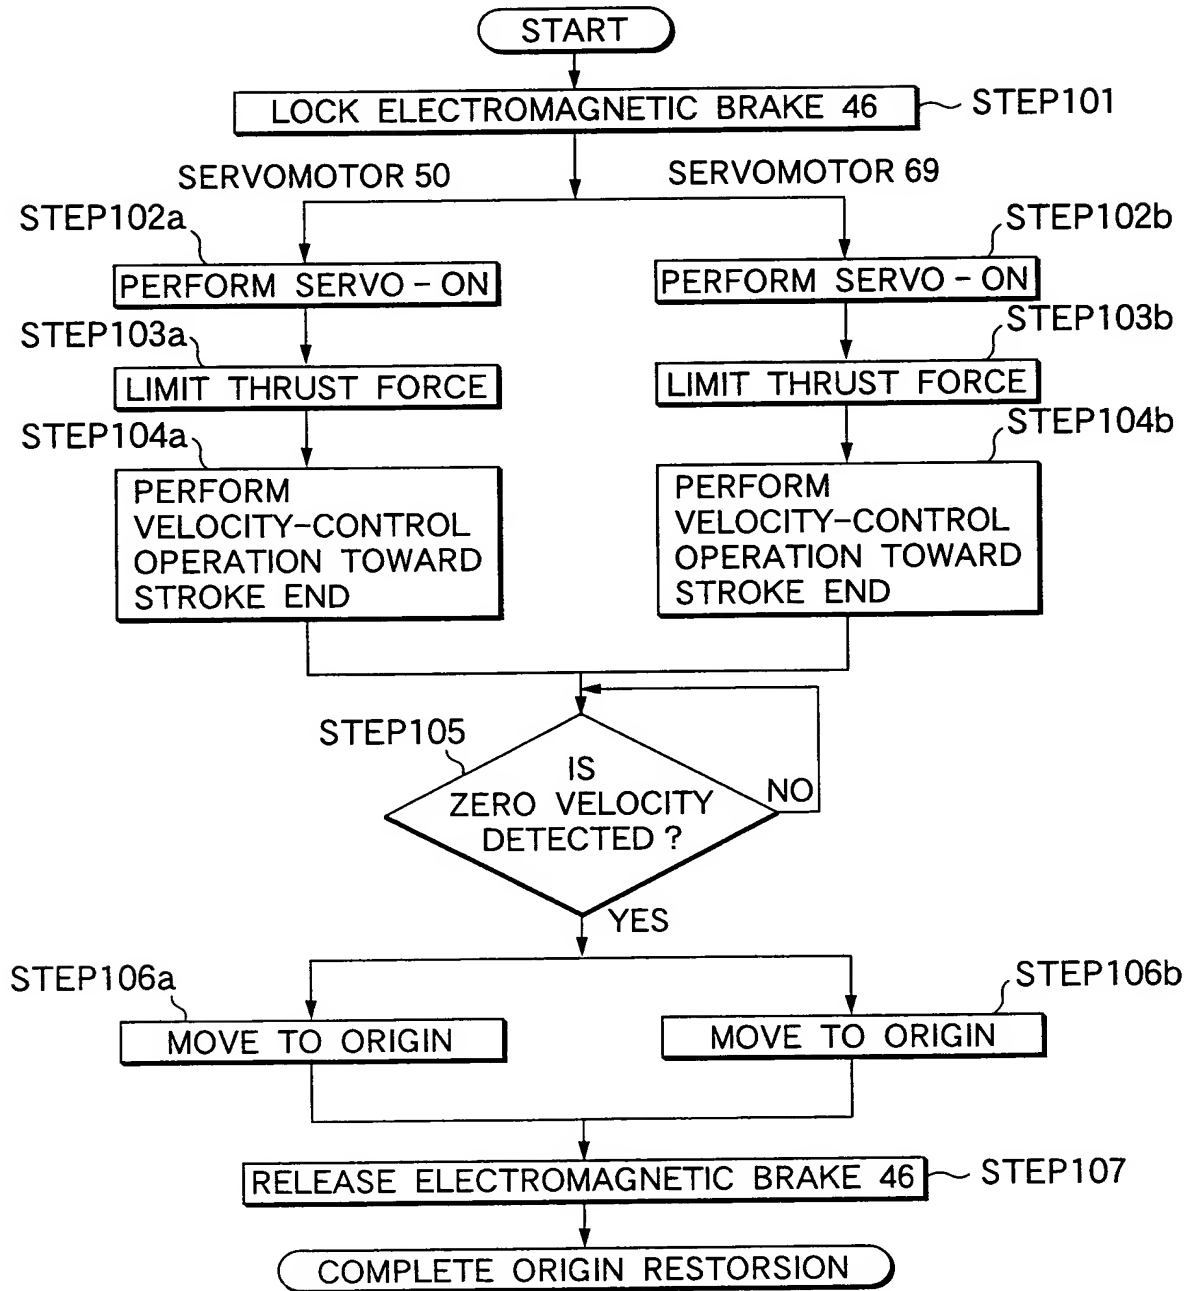 START
LOCK ELECTROMAGNETIC BRAKE 46
STEP101
SERVOMOTOR 50
SERVOMOTOR 69
STEP102a
STEP102b
PERFORM SERVO-ON
PERFORM SERVO-ON
STEP103a
STEP103b
LIMIT THRUST FORCE
LIMIT THRUST FORCE
STEP104a
STEP104b
PERFORM
VELOCITY-CONTROL
OPERATION TOWARD
STROKE END
PERFORM
VELOCITY-CONTROL
OPERATION TOWARD
STROKE END
STEP105
IS
ZERO VELOCITY
DETECTED ?
NO
YES
STEP106a
STEP106b
MOVE TO ORIGIN
MOVE TO ORIGIN
RELEASE ELECTROMAGNETIC BRAKE 46
STEP107
COMPLETE ORIGIN RESTORSION